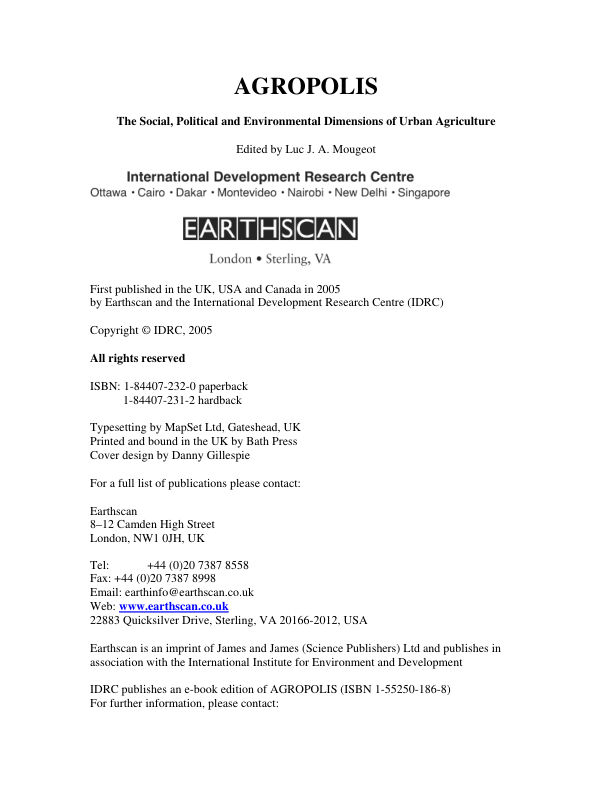 AGROPOLIS
The Social, Political and Environmental Dimensions of Urban Agriculture
Edited by Luc J. A. Mougeot
International Development Research Centre
Ottawa • Cairo • Dakar • Montevideo • Nairobi • New Delhi • Singapore
EARTHSCAN
London • Sterling, VA
First published in the UK, USA and Canada in 2005
by Earthscan and the International Development Research Centre (IDRC)
Copyright © IDRC, 2005
All rights reserved
ISBN: 1-84407-232-0 paperback
1-84407-231-2 hardback
Typesetting by MapSet Ltd, Gateshead, UK
Printed and bound in the UK by Bath Press
Cover design by Danny Gillespie
For a full list of publications please contact:
Earthscan
8–12 Camden High Street
London, NW1 0JH, UK
Tel: +44 (0)20 7387 8558
Fax: +44 (0)20 7387 8998
Email: earthinfo@earthscan.co.uk
Web: www.earthscan.co.uk
22883 Quicksilver Drive, Sterling, VA 20166-2012, USA
Earthscan is an imprint of James and James (Science Publishers) Ltd and publishes in
association with the International Institute for Environment and Development
IDRC publishes an e-book edition of AGROPOLIS (ISBN 1-55250-186-8)
For further information, please contact: